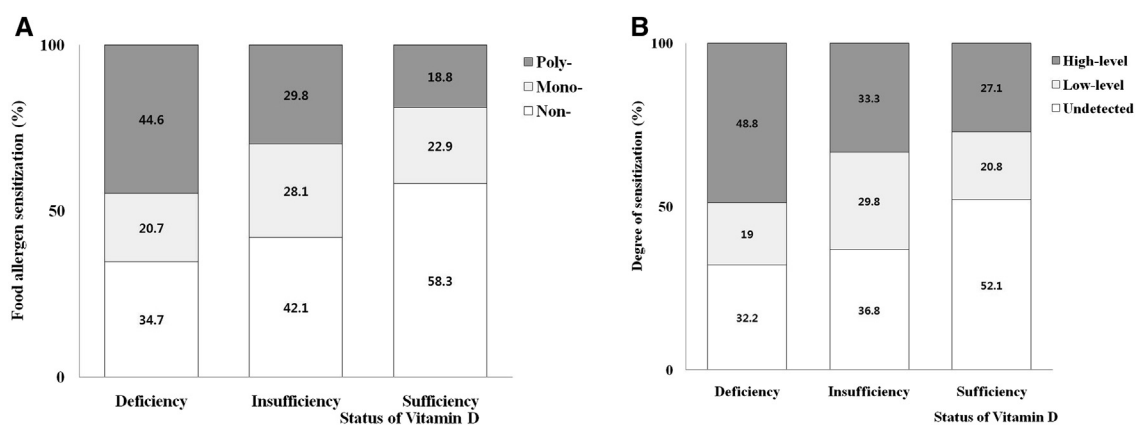 A
Food allergen sensitization (%)
100
50
0
44.6
20.7
34.7
29.8
28.1
42.1
18.8
22.9
58.3
Poly-
Mono-
Non-
Deficiency
Insufficiency
Sufficiency
Status of Vitamin D
B
Degree of sensitization (%)
100
50
0
48.8
19
32.2
33.3
29.8
36.8
27.1
20.8
52.1
High-level
Low-level
Undetected
Deficiency
Insufficiency
Sufficiency
Status of Vitamin D